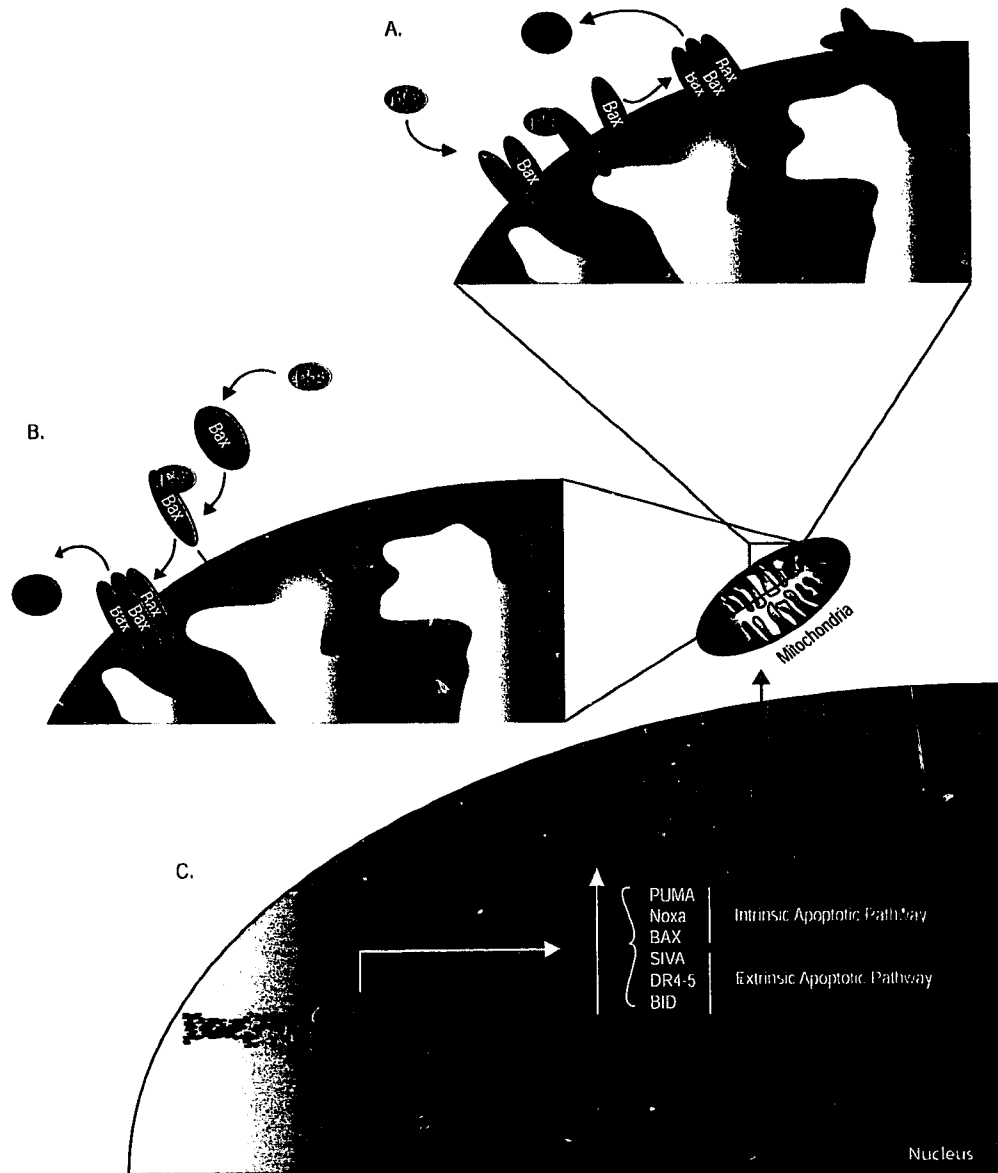 A.
Bax
Bax
Bax
Bax
Bax
B.
Bax
Bax
Bax
Bax
Bax
Mitochondria
C.
PUMA
Noxa
BAX
SIVA
DR4-5
BID
Intrinsic Apoptotic Pathway
Extrinsic Apoptotic Pathway
Nucleus